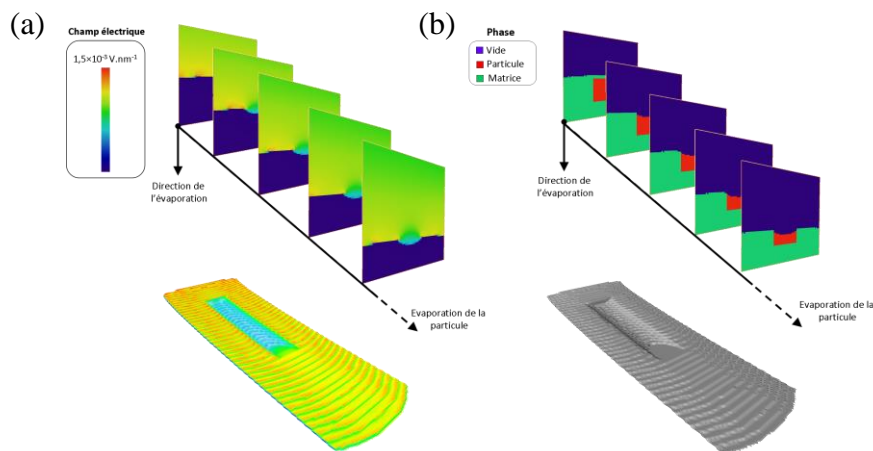 (a)
Champ électrique
1,5×10⁻⁹ V.nm⁻¹
Direction de
l'évaporation
Evaporation de la
particule
(b)
Phase
Vide
Particule
Matrice
Direction de
l'évaporation
Evaporation de la
particule